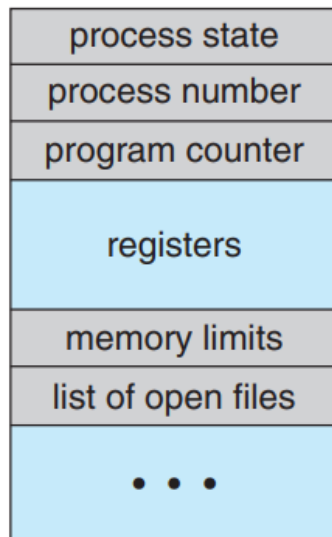 process state
process number
program counter
registers
memory limits
list of open files
• • •